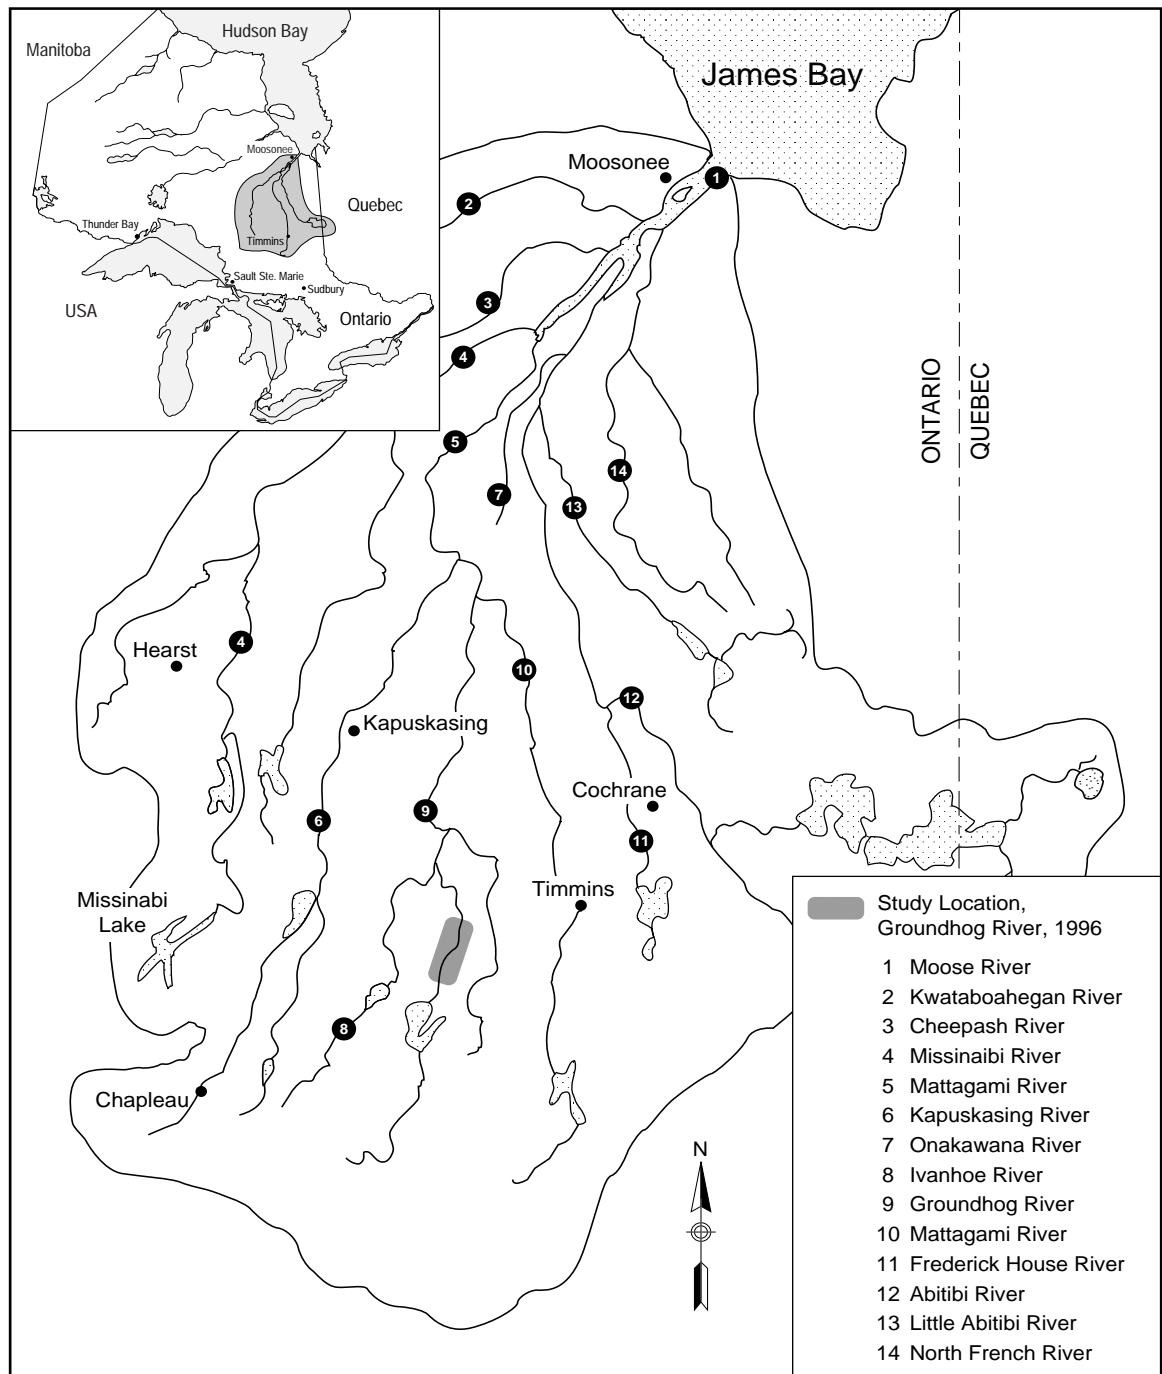 Hudson Bay
Manitoba
Moosonee
Quebec
Thunder Bay
Timmins
Sault Ste. Marie
Sudbury
USA
Ontario
James Bay
Moosonee
1
2
3
4
5
7
14
13
ONTARIO
QUEBEC
Hearst
4
10
12
Kapuskasing
Cochrane
6
9
11
Timmins
Missinabi
Lake
8
Chapleau
N
Study Location,
Groundhog River, 1996
1 Moose River
2 Kwataboahegan River
3 Cheepash River
4 Missinaibi River
5 Mattagami River
6 Kapuskasing River
7 Onakawana River
8 Ivanhoe River
9 Groundhog River
10 Mattagami River
11 Frederick House River
12 Abitibi River
13 Little Abitibi River
14 North French River